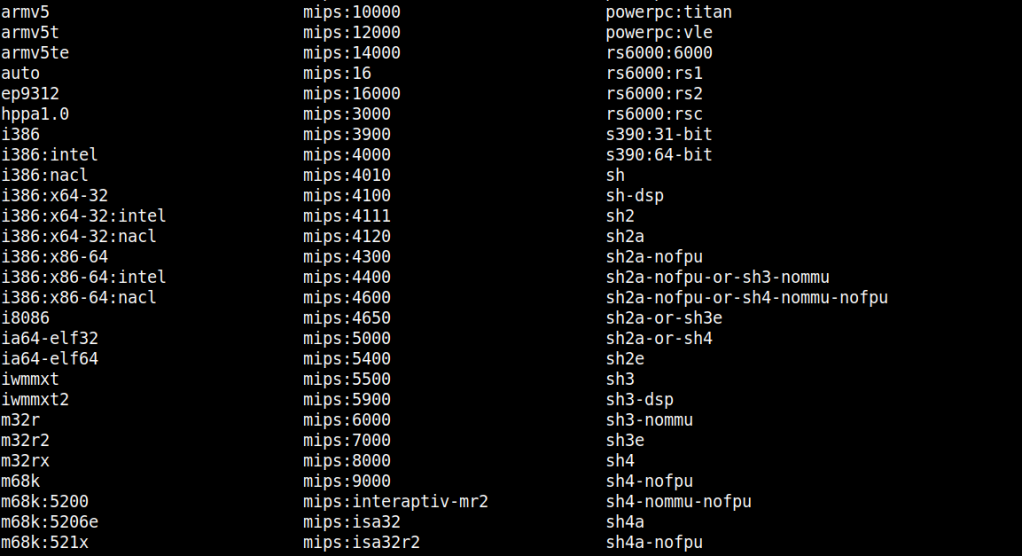 armv5 mips:10000 powerpc:titan
armv5t mips:12000 powerpc:vle
armv5te mips:14000 rs6000:6000
auto mips:16 rs6000:rs1
ep9312 mips:16000 rs6000:rs2
hppa1.0 mips:3000 rs6000:rsc
i386 mips:3900 s390:31-bit
i386:intel mips:4000 s390:64-bit
i386:nacl mips:4010 sh
i386:x64-32 mips:4100 sh-dsp
i386:x64-32:intel mips:4111 sh2
i386:x64-32:nacl mips:4120 sh2a
i386:x86-64 mips:4300 sh2a-nofpu
i386:x86-64:intel mips:4400 sh2a-nofpu-or-sh3-nommu
i386:x86-64:nacl mips:4600 sh2a-nofpu-or-sh4-nommu-nofpu
i8086 mips:4650 sh2a-or-sh3e
ia64-elf32 mips:5000 sh2a-or-sh4
ia64-elf64 mips:5400 sh2e
iwmmxt mips:5500 sh3
iwmmxt2 mips:5900 sh3-dsp
m32r mips:6000 sh3-nommu
m32r2 mips:7000 sh3e
m32rx mips:8000 sh4
m68k mips:9000 sh4-nofpu
m68k:5200 mips:interaptiv-mr2 sh4-nommu-nofpu
m68k:5206e mips:isa32 sh4a
m68k:521x mips:isa32r2 sh4a-nofpu